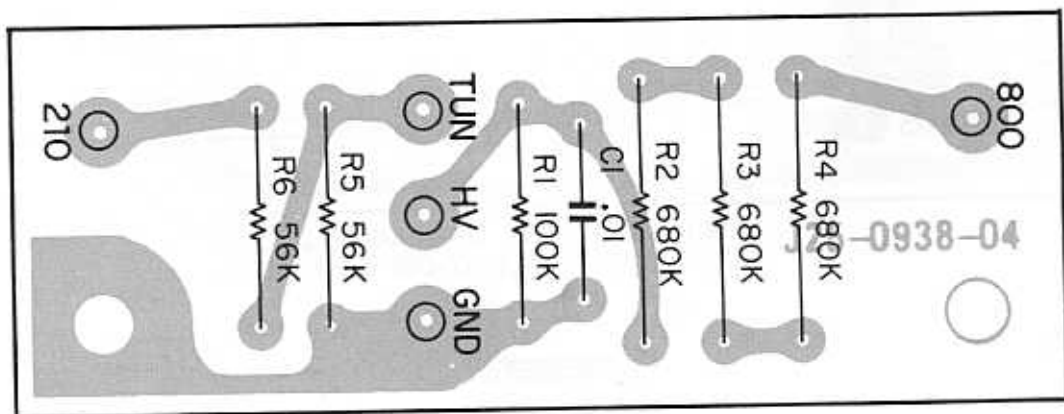 210
R6 56K
R5 56K
TUN
HV
GND
R1 100K
C1 .01
R2 680K
R3 680K
R4 680K
800
J25-0938-04